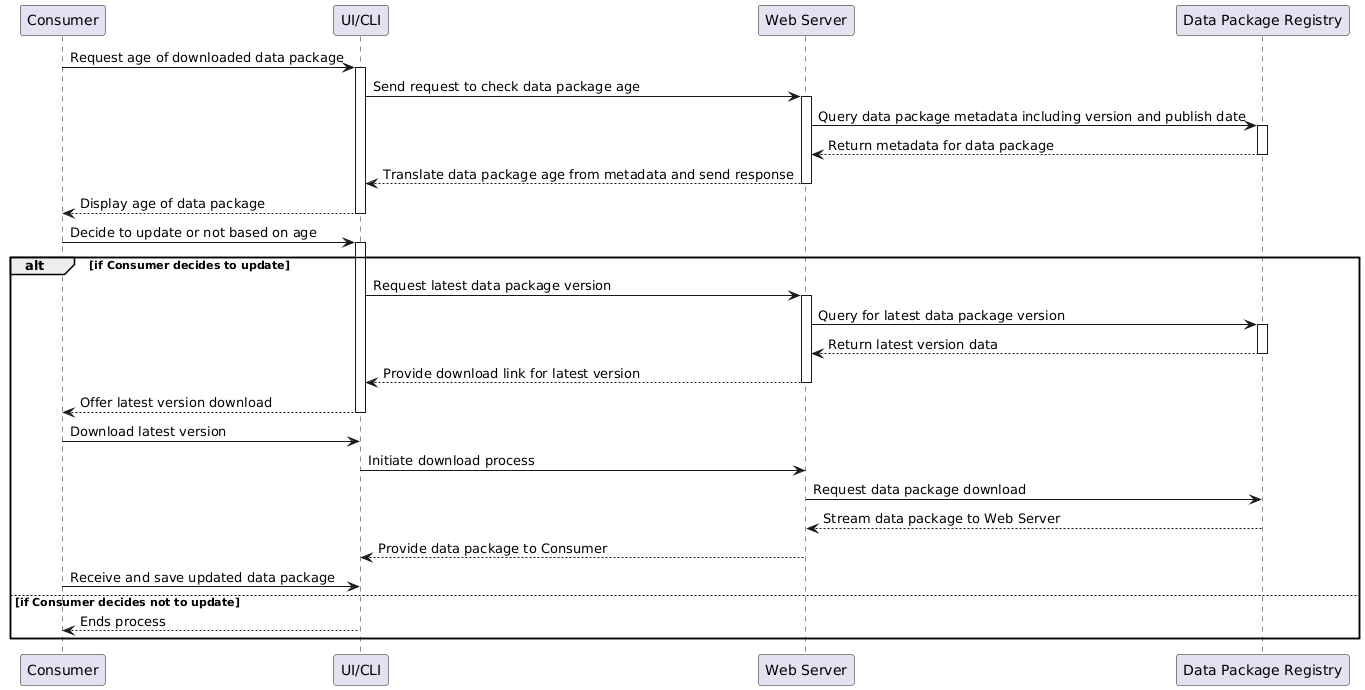 Consumer
UI/CLI
Web Server
Data Package Registry
Request age of downloaded data package
Send request to check data package age
Query data package metadata including version and publish date
Return metadata for data package
Translate data package age from metadata and send response
Display age of data package
Decide to update or not based on age
alt
[if Consumer decides to update]
Request latest data package version
Query for latest data package version
Return latest version data
Provide download link for latest version
Offer latest version download
Download latest version
Initiate download process
Request data package download
Stream data package to Web Server
Provide data package to Consumer
Receive and save updated data package
[if Consumer decides not to update]
Ends process
Consumer
UI/CLI
Web Server
Data Package Registry